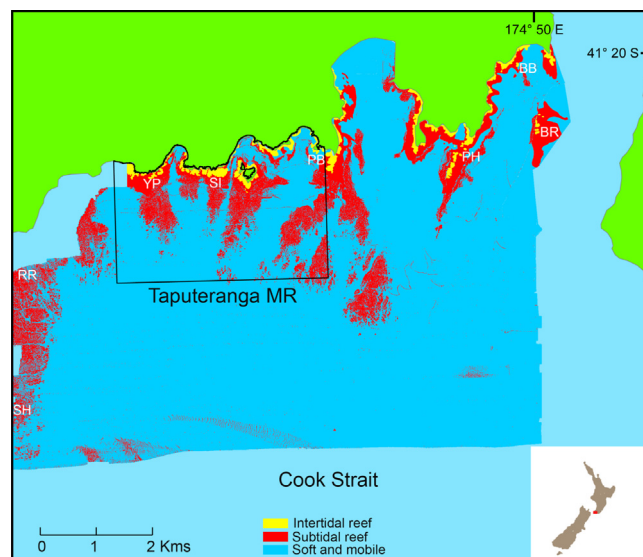 174° 50 E
41° 20 S
BB
BR
PB
PH
YP
SI
RR
Taputeranga MR
SH
Cook Strait
Intertidal reef
Subtidal reef
Soft and mobile
0 1 2 Kms